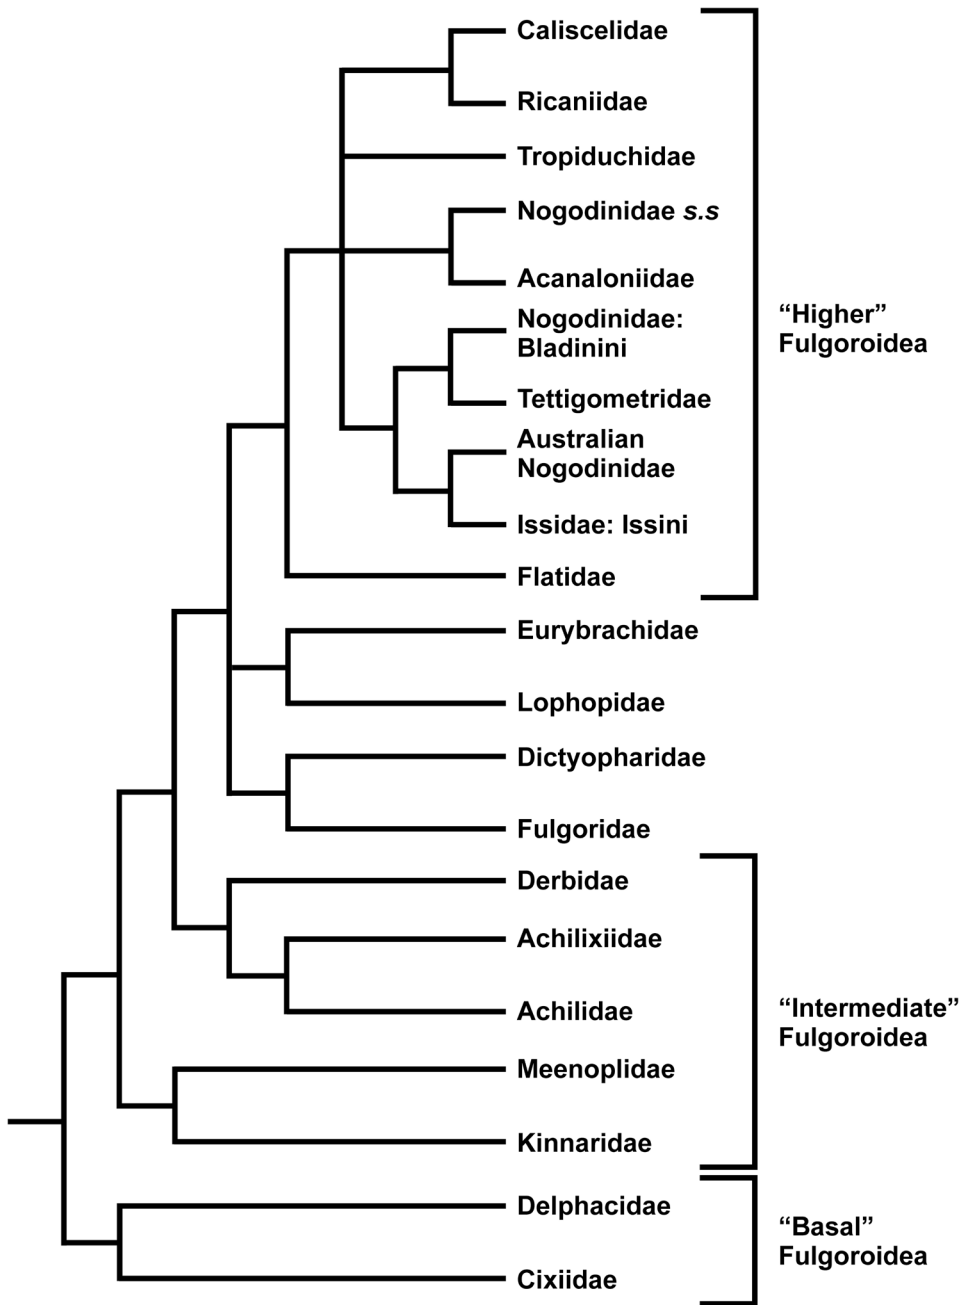 Caliscelidae
Ricaniidae
Tropiduchidae
Nogodinidae s.s
Acanaloniidae
Nogodinidae:
Bladinini
Tettigometridae
Australian
Nogodinidae
Issidae: Issini
Flatidae
“Higher”
Fulgoroidea
Eurybrachidae
Lophopidae
Dictyopharidae
Fulgoridae
Derbidae
Achilixiidae
Achilidae
Meenoplidae
Kinnaridae
“Intermediate”
Fulgoroidea
Delphacidae
Cixiidae
“Basal”
Fulgoroidea